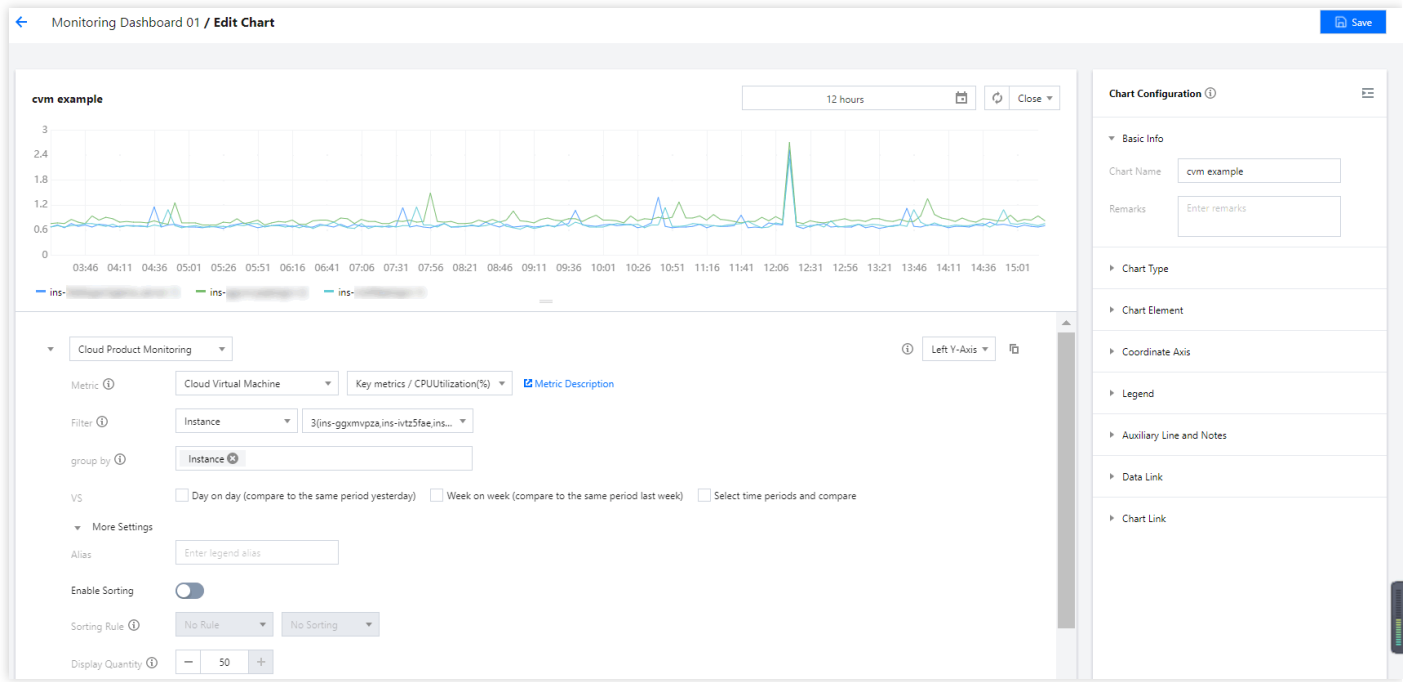 Monitoring Dashboard 01 / Edit Chart
Save
cvm example
12 hours
Close
3
2.4
1.8
1.2
0.6
0
03:46 04:11 04:36 05:01 05:26 05:51 06:16 06:41 07:06 07:31 07:56 08:21 08:46 09:11 09:36 10:01 10:26 10:51 11:16 11:41 12:06 12:31 12:56 13:21 13:46 14:11 14:36 15:01
ins- ins- ins-
Cloud Product Monitoring
Left Y-Axis
Metric Cloud Virtual Machine Key metrics / CPUUtilization(%) Metric Description
Filter Instance 3(ins-ggxmvpza,ins-ivtz5fae,ins...
group by Instance
VS Day on day (compare to the same period yesterday) Week on week (compare to the same period last week) Select time periods and compare
More Settings
Alias Enter legend alias
Enable Sorting
Sorting Rule No Rule No Sorting
Display Quantity 50
Chart Configuration
Basic Info
Chart Name cvm example
Remarks Enter remarks
Chart Type
Chart Element
Coordinate Axis
Legend
Auxiliary Line and Notes
Data Link
Chart Link